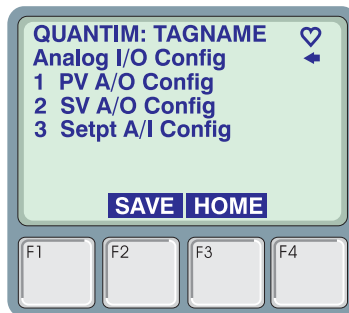 QUANTIM: TAGNAME
Analog I/O Config
1 PV A/O Config
2 SV A/O Config
3 Setpt A/I Config
SAVE HOME
F1 F2 F3 F4